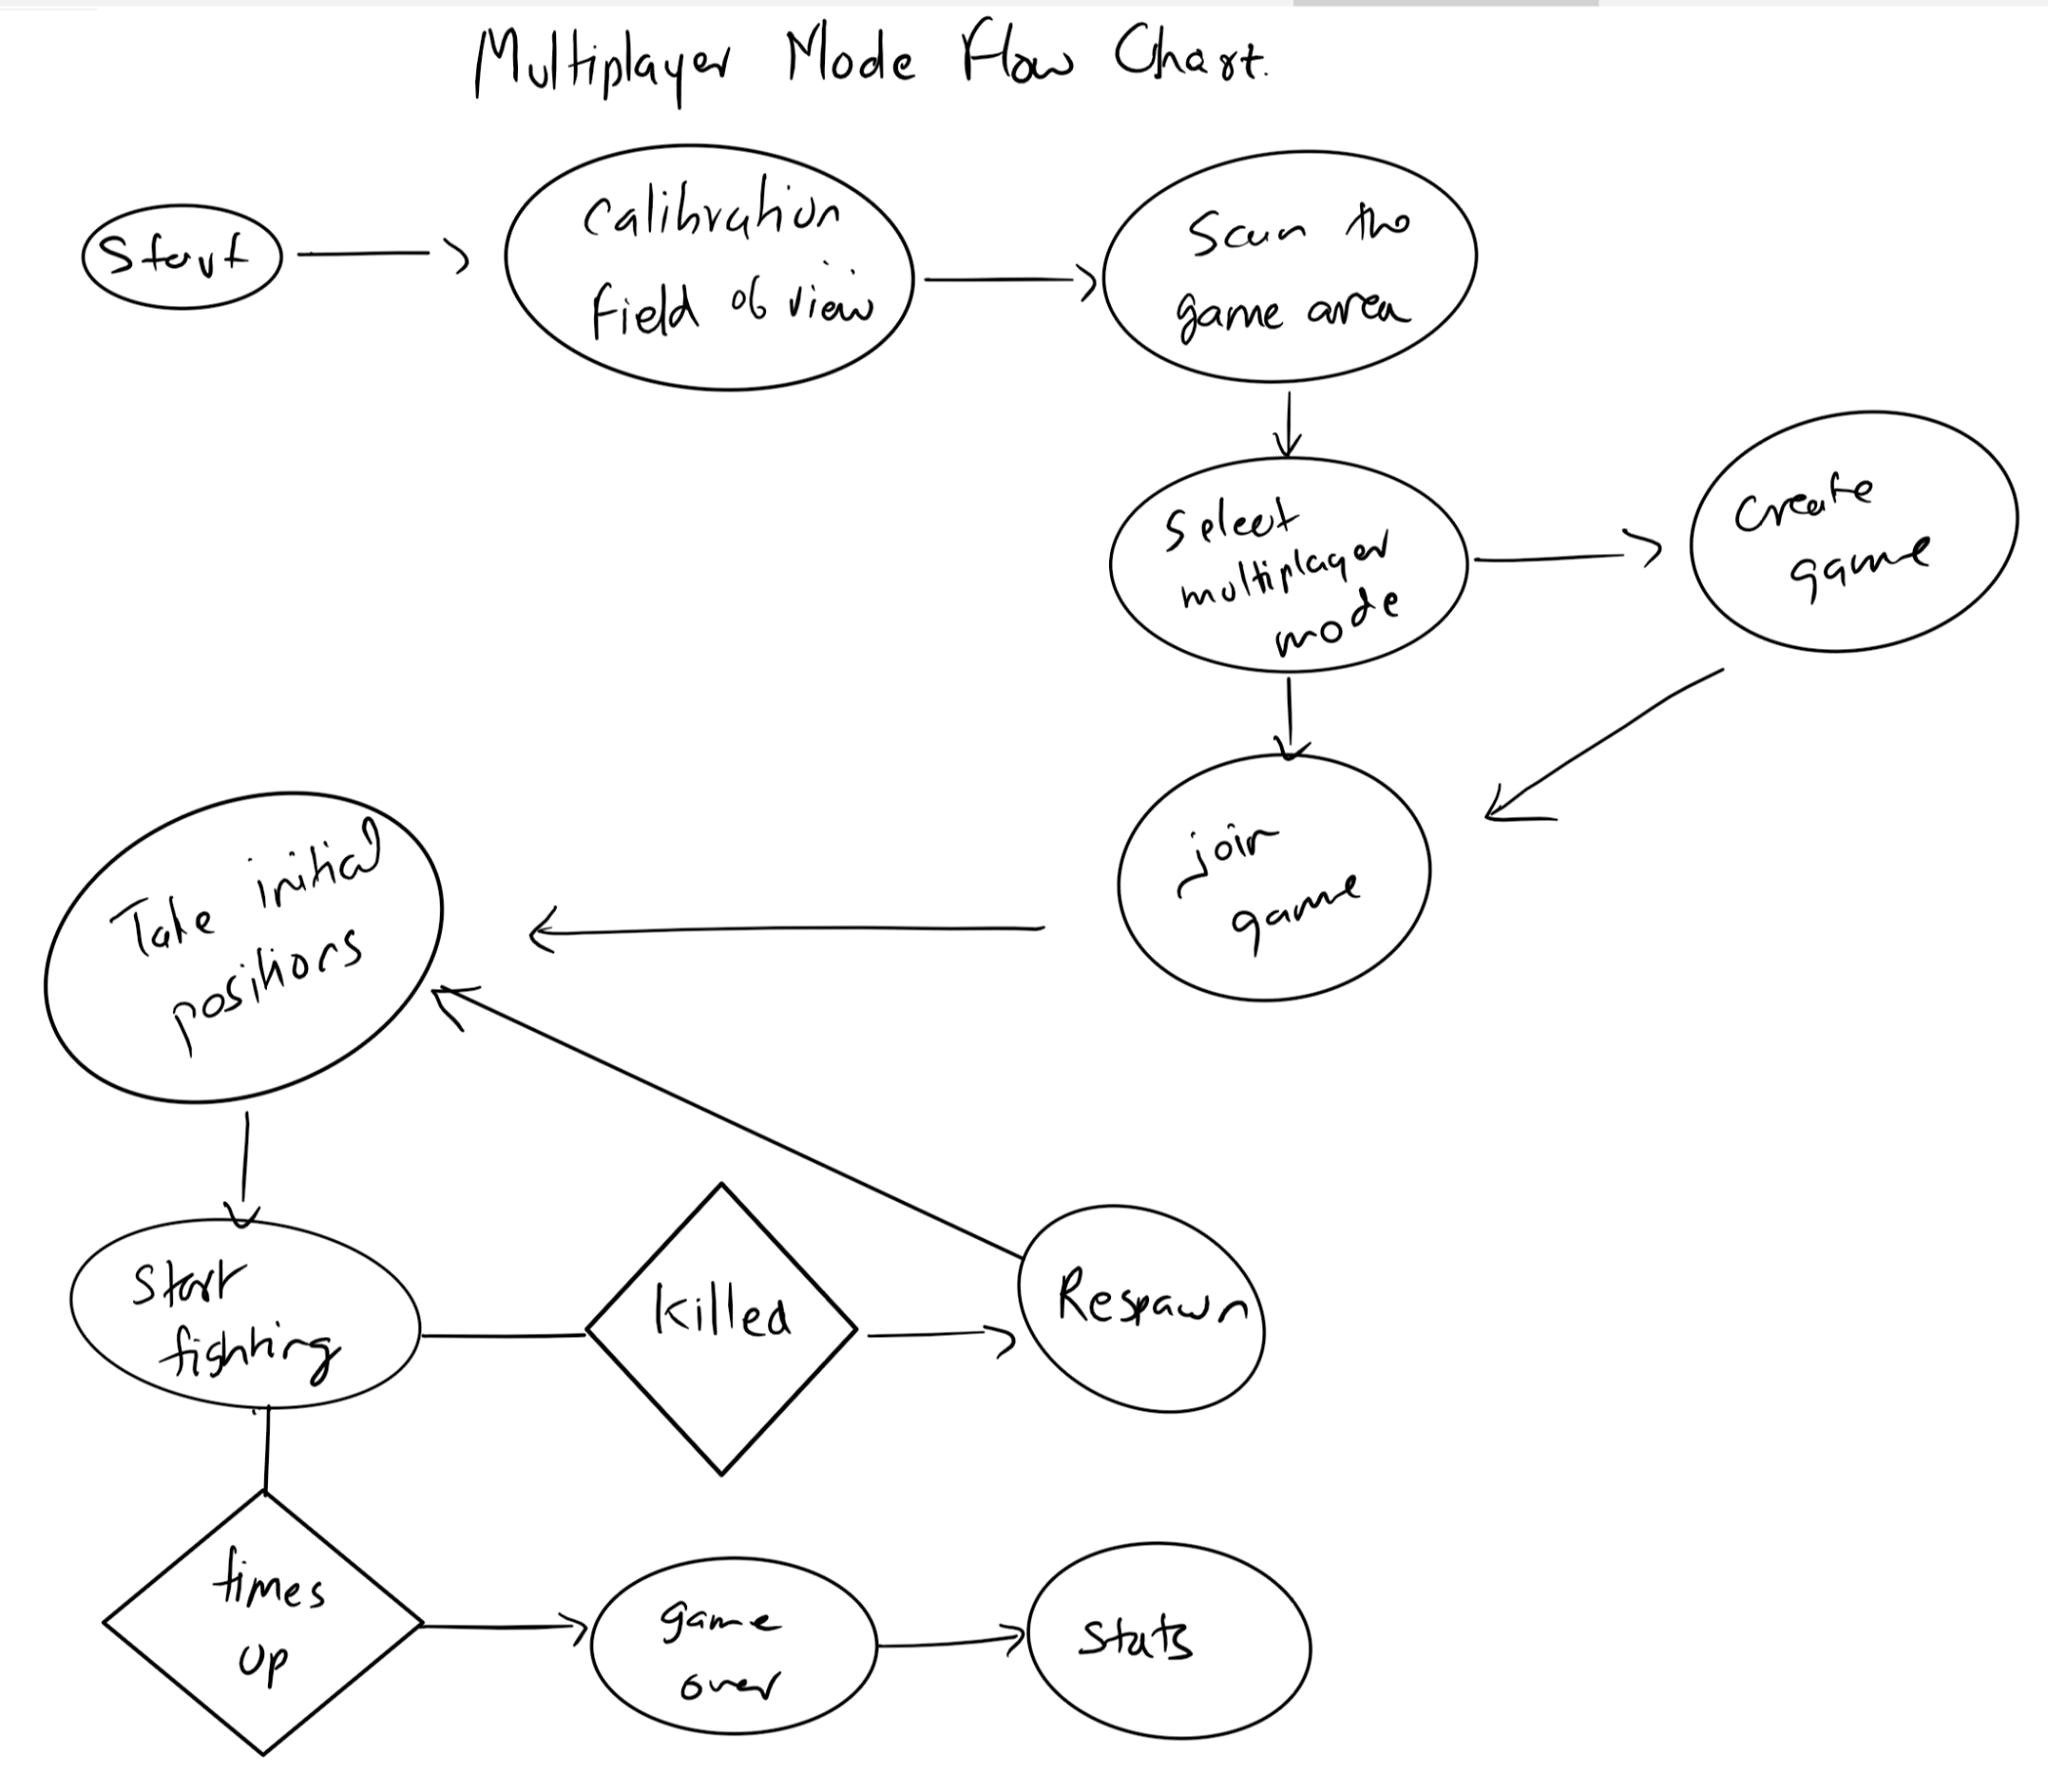 Multiplayer Mode Flow Chart.
Start
Calibration
field of view
Scan the
game area
Select
multiplayer
mode
Create
game
join
game
Take initial
positions
Start
fighting
killed
Respawn
times
up
game
over
stats